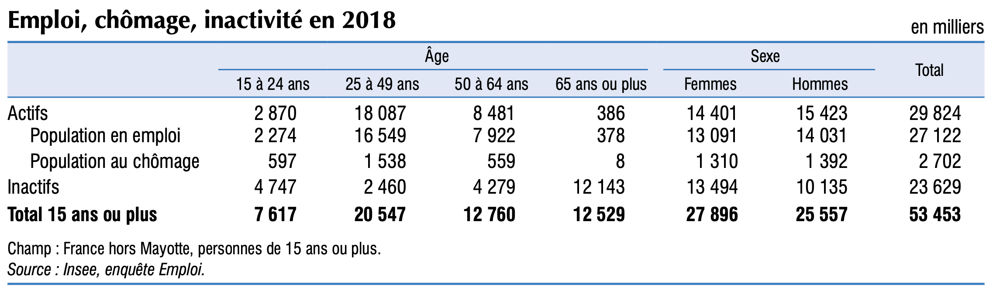 Emploi, chômage, inactivité en 2018
en milliers
Âge Sexe Total
15 à 24 ans 25 à 49 ans 50 à 64 ans 65 ans ou plus Femmes Hommes
Actifs 2 870 18 087 8 481 386 14 401 15 423 29 824
Population en emploi 2 274 16 549 7 922 378 13 091 14 031 27 122
Population au chômage 597 1 538 559 8 1 310 1 392 2 702
Inactifs 4 747 2 460 4 279 12 143 13 494 10 135 23 629
Total 15 ans ou plus 7 617 20 547 12 760 12 529 27 896 25 557 53 453
Champ : France hors Mayotte, personnes de 15 ans ou plus.
Source : Insee, enquête Emploi.